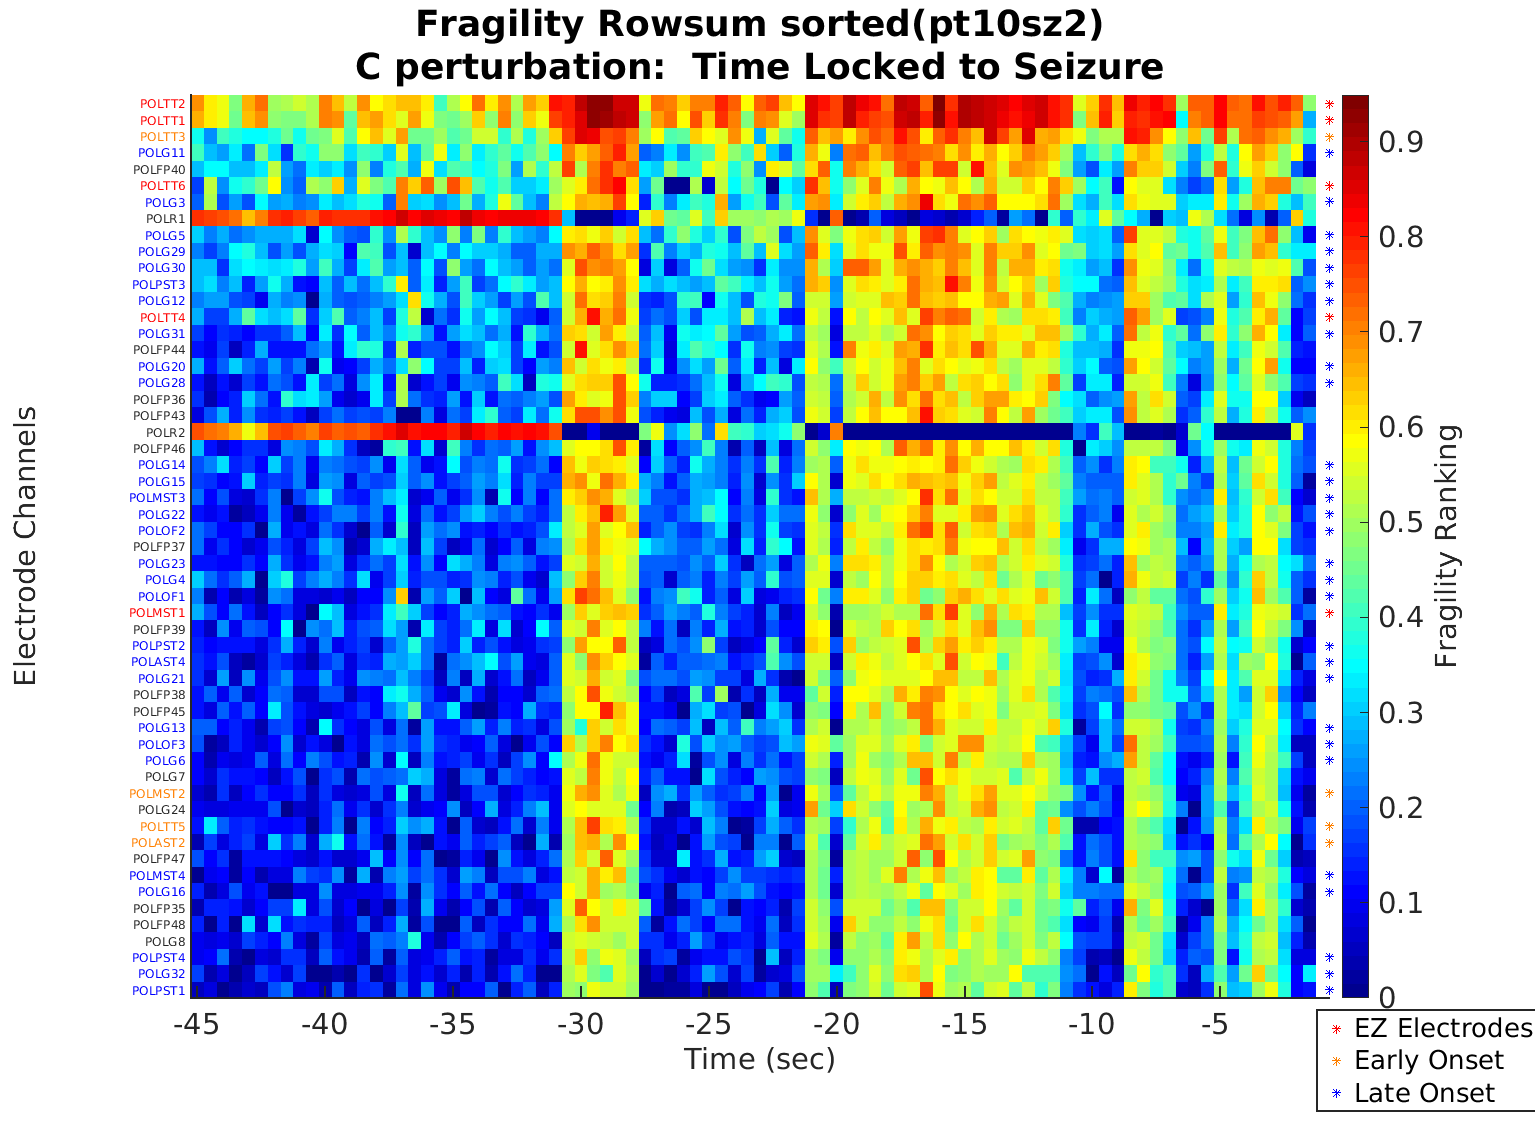 Fragility Rowsum sorted(pt10sz2)
C perturbation:  Time Locked to Seizure
Electrode Channels
POLTT2
POLTT1
POLTT3
POLG11
POLFP40
POLTT6
POLG3
POLR1
POLG5
POLG29
POLG30
POLPST3
POLG12
POLTT4
POLG31
POLFP44
POLG20
POLG28
POLFP36
POLFP43
POLR2
POLFP46
POLG14
POLG15
POLMST3
POLG22
POLOF2
POLFP37
POLG23
POLG4
POLOF1
POLMST1
POLFP39
POLPST2
POLAST4
POLG21
POLFP38
POLFP45
POLG13
POLOF3
POLG6
POLG7
POLMST2
POLG24
POLTT5
POLAST2
POLFP47
POLMST4
POLG16
POLFP35
POLFP48
POLG8
POLPST4
POLG32
POLPST1
-45 -40 -35 -30 -25 -20 -15 -10 -5
Time (sec)
0.9
0.8
0.7
0.6
0.5
0.4
0.3
0.2
0.1
0
Fragility Ranking
EZ Electrodes
Early Onset
Late Onset